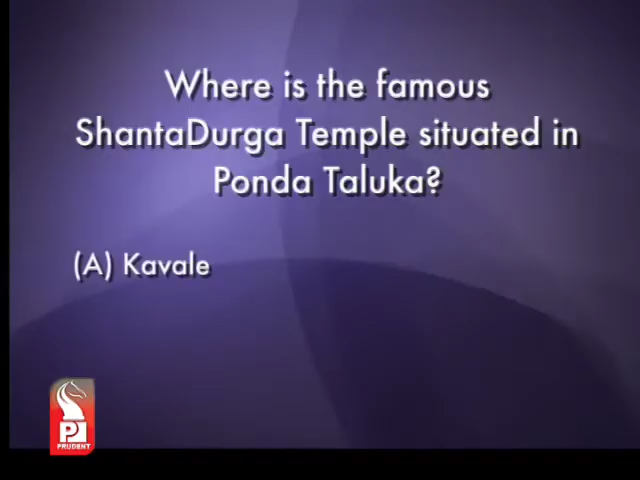 Where is the famous
ShantaDurga Temple situated in
Ponda Taluka?
(A) Kavale
P
PRUDENT